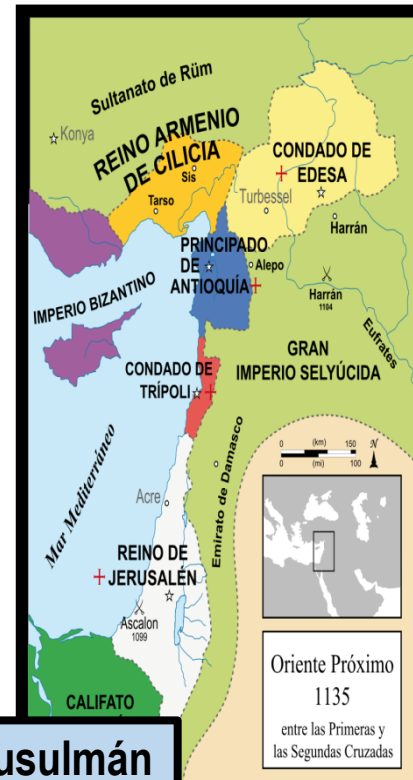 Sultanato de Rüm
Konya
REINO ARMENIO
DE CILICIA
Sis
Tarso
CONDADO DE
EDESA
Turbessel
Harrán
PRINCIPADO
DE
ANTIOQUÍA
Alepo
Harrán
1104
IMPERIO BIZANTINO
Eufrates
GRAN
IMPERIO SELYÚCIDA
CONDADO DE
TRÍPOLI
Mar Mediterráneo
Emirato de Damasco
Acre
REINO DE
JERUSALÉN
Ascalon
1099
CALIFATO
0 (km) 150
0 (mi) 100
N
Oriente Próximo
1135
entre las Primeras y
las Segundas Cruzadas
usulmán